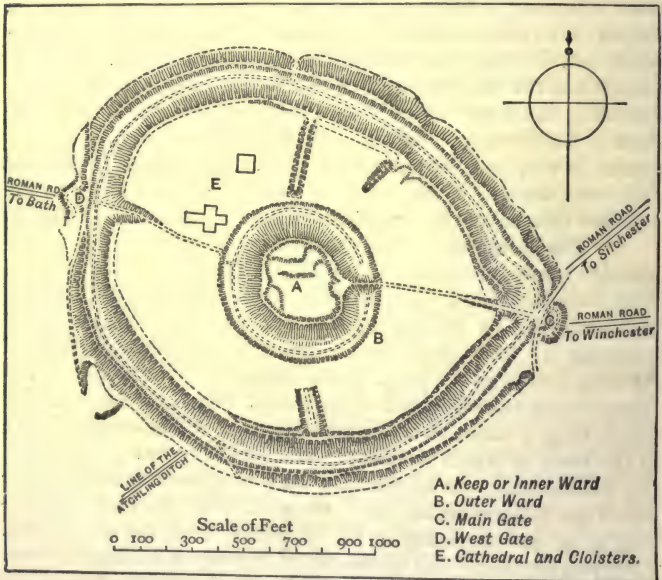 ROMAN RD
To Bath
D
E
A
B
C
ROMAN ROAD
To Silchester
ROMAN ROAD
To Winchester
LINE OF THE
ATCHLING DITCH
Scale of Feet
0 100 300 500 700 900 1000
A. Keep or Inner Ward
B. Outer Ward
C. Main Gate
D. West Gate
E. Cathedral and Cloisters.